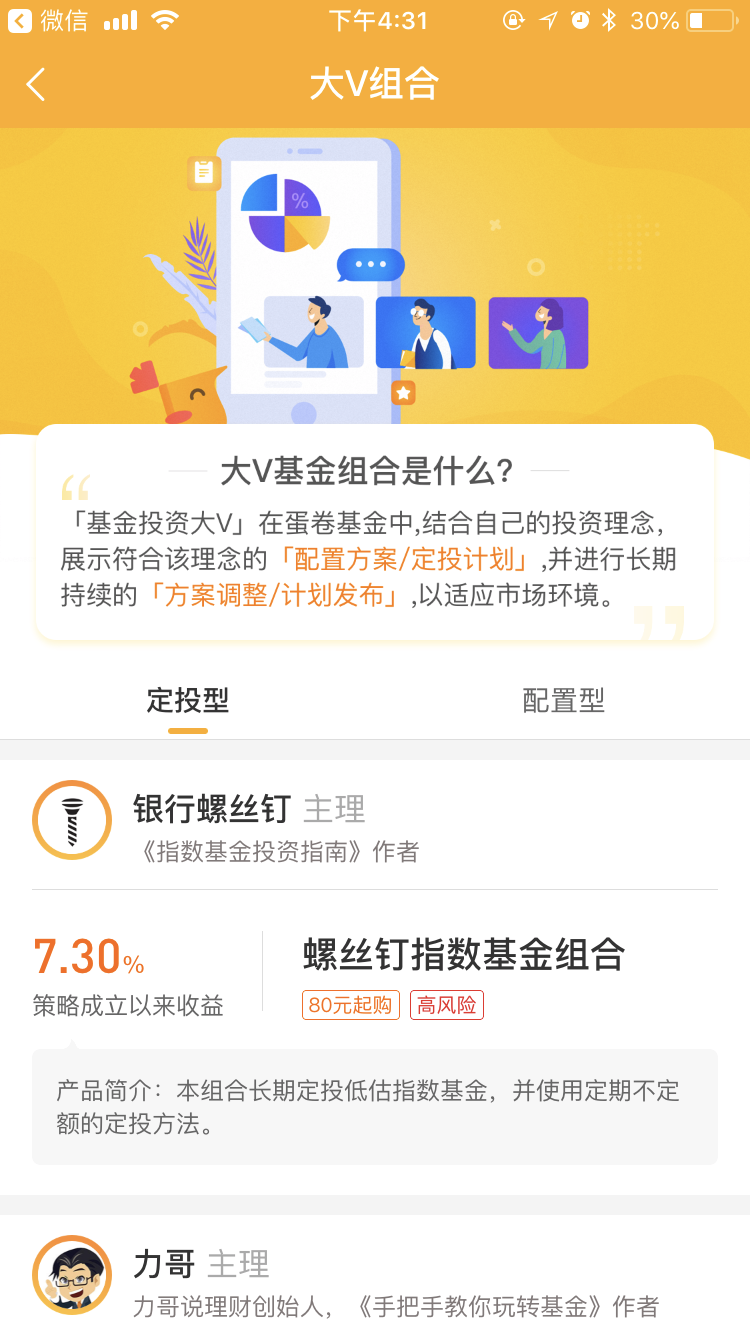 微信
下午4:31
30%
大V组合
%
大V基金组合是什么?
「基金投资大V」在蛋卷基金中,结合自己的投资理念,
展示符合该理念的「配置方案/定投计划」,并进行长期
持续的「方案调整/计划发布」,以适应市场环境。
定投型
配置型
银行螺丝钉 主理
《指数基金投资指南》作者
7.30%
策略成立以来收益
螺丝钉指数基金组合
80元起购
高风险
产品简介：本组合长期定投低估指数基金，并使用定期不定
额的定投方法。
力哥 主理
力哥说理财创始人，《手把手教你玩转基金》作者